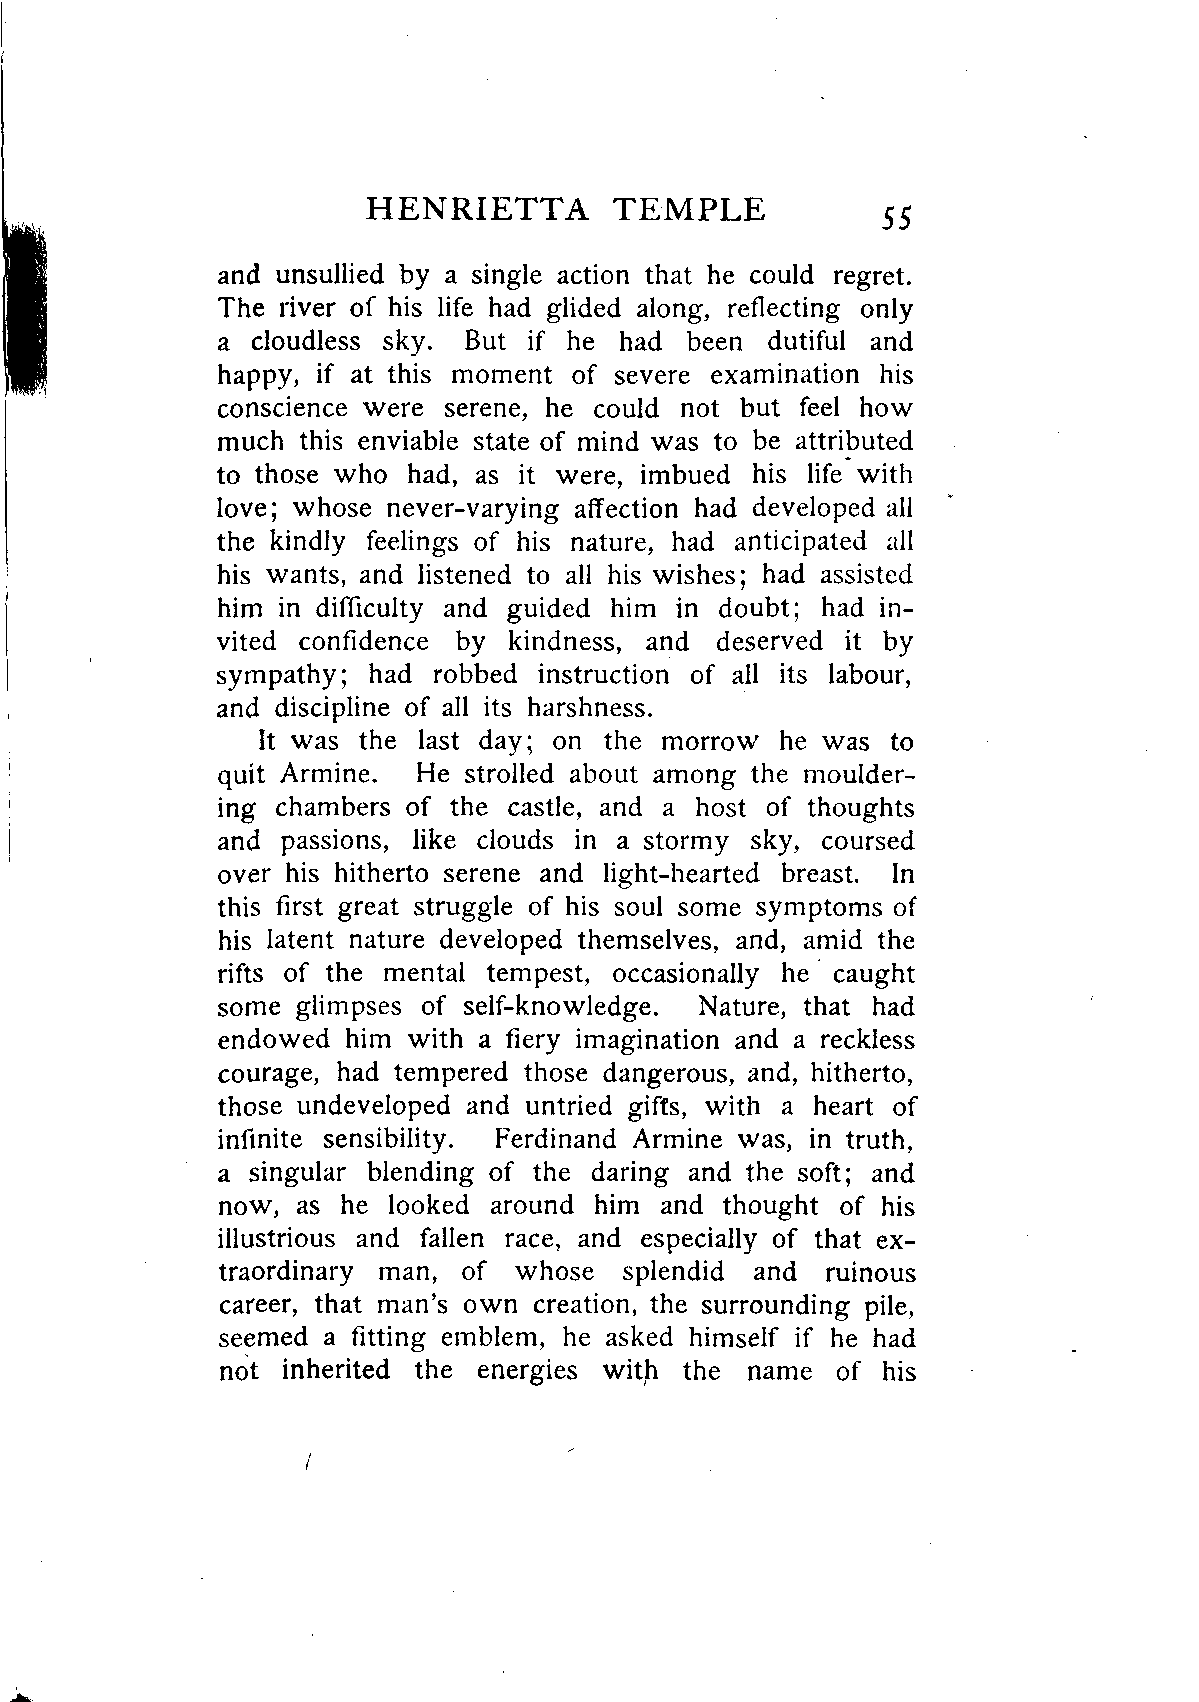 HENRIETTA TEMPLE 55
and unsullied by a single action that he could regret.
The river of his life had glided along, reflecting only
a cloudless sky. But if he had been dutiful and
happy, if at this moment of severe examination his
conscience were serene, he could not but feel how
much this enviable state of mind was to be attributed
to those who had, as it were, imbued his life with
love; whose never-varying affection had developed all
the kindly feelings of his nature, had anticipated all
his wants, and listened to all his wishes; had assisted
him in difficulty and guided him in doubt; had in-
vited confidence by kindness, and deserved it by
sympathy; had robbed instruction of all its labour,
and discipline of all its harshness.
It was the last day; on the morrow he was to
quit Armine. He strolled about among the moulder-
ing chambers of the castle, and a host of thoughts
and passions, like clouds in a stormy sky, coursed
over his hitherto serene and light-hearted breast. In
this first great struggle of his soul some symptoms of
his latent nature developed themselves, and, amid the
rifts of the mental tempest, occasionally he caught
some glimpses of self-knowledge. Nature, that had
endowed him with a fiery imagination and a reckless
courage, had tempered those dangerous, and, hitherto,
those undeveloped and untried gifts, with a heart of
infinite sensibility. Ferdinand Armine was, in truth,
a singular blending of the daring and the soft; and
now, as he looked around him and thought of his
illustrious and fallen race, and especially of that ex-
traordinary man, of whose splendid and ruinous
career, that man's own creation, the surrounding pile,
seemed a fitting emblem, he asked himself if he had
not inherited the energies with the name of his